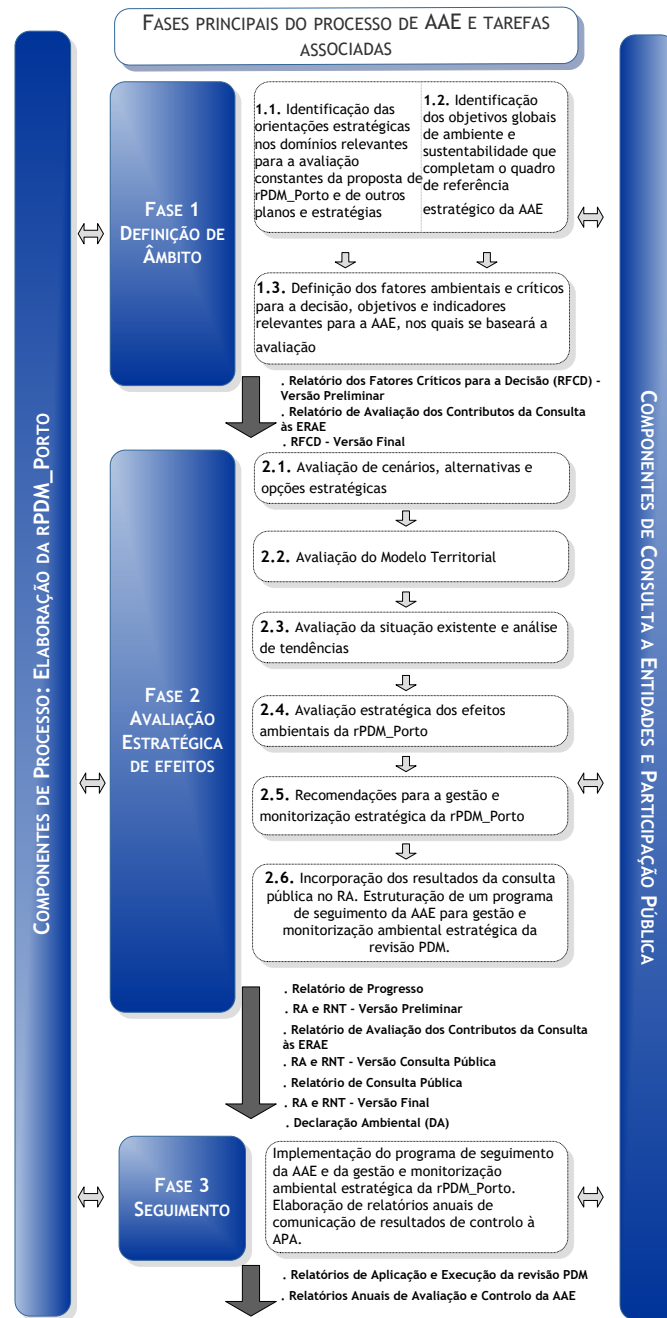 FASES PRINCIPAIS DO PROCESSO DE AAE E TAREFAS
ASSOCIADAS
COMPONENTES DE PROCESSO: ELABORAÇÃO DA RPDM_PORTO
FASE 1
DEFINIÇÃO DE
ÂMBITO
1.1. Identificação das
orientações estratégicas
nos domínios relevantes
para a avaliação
constantes da proposta de
rPDM_Porto e de outros
planos e estratégias
1.2. Identificação
dos objetivos globais
de ambiente e
sustentabilidade que
completam o quadro
de referência
estratégico da AAE
1.3. Definição dos fatores ambientais e críticos
para a decisão, objetivos e indicadores
relevantes para a AAE, nos quais se baseará a
avaliação
. Relatório dos Fatores Críticos para a Decisão (RFCD) -
Versão Preliminar
. Relatório de Avaliação dos Contributos da Consulta
às ERAE
. RFCD - Versão Final
FASE 2
AVALIAÇÃO
ESTRATÉGICA
DE EFEITOS
2.1. Avaliação de cenários, alternativas e
opções estratégicas
2.2. Avaliação do Modelo Territorial
2.3. Avaliação da situação existente e análise
de tendências
2.4. Avaliação estratégica dos efeitos
ambientais da rPDM_Porto
2.5. Recomendações para a gestão e
monitorização estratégica da rPDM_Porto
2.6. Incorporação dos resultados da consulta
pública no RA. Estruturação de um programa
de seguimento da AAE para gestão e
monitorização ambiental estratégica da
revisão PDM.
. Relatório de Progresso
. RA e RNT - Versão Preliminar
. Relatório de Avaliação dos Contributos da Consulta
às ERAE
. RA e RNT - Versão Consulta Pública
. Relatório de Consulta Pública
. RA e RNT - Versão Final
. Declaração Ambiental (DA)
FASE 3
SEGUIMENTO
Implementação do programa de seguimento
da AAE e da gestão e monitorização
ambiental estratégica da rPDM_Porto.
Elaboração de relatórios anuais de
comunicação de resultados de controlo à
APA.
. Relatórios de Aplicação e Execução da revisão PDM
. Relatórios Anuais de Avaliação e Controlo da AAE
COMPONENTES DE CONSULTA A ENTIDADES E PARTICIPAÇÃO PÚBLICA